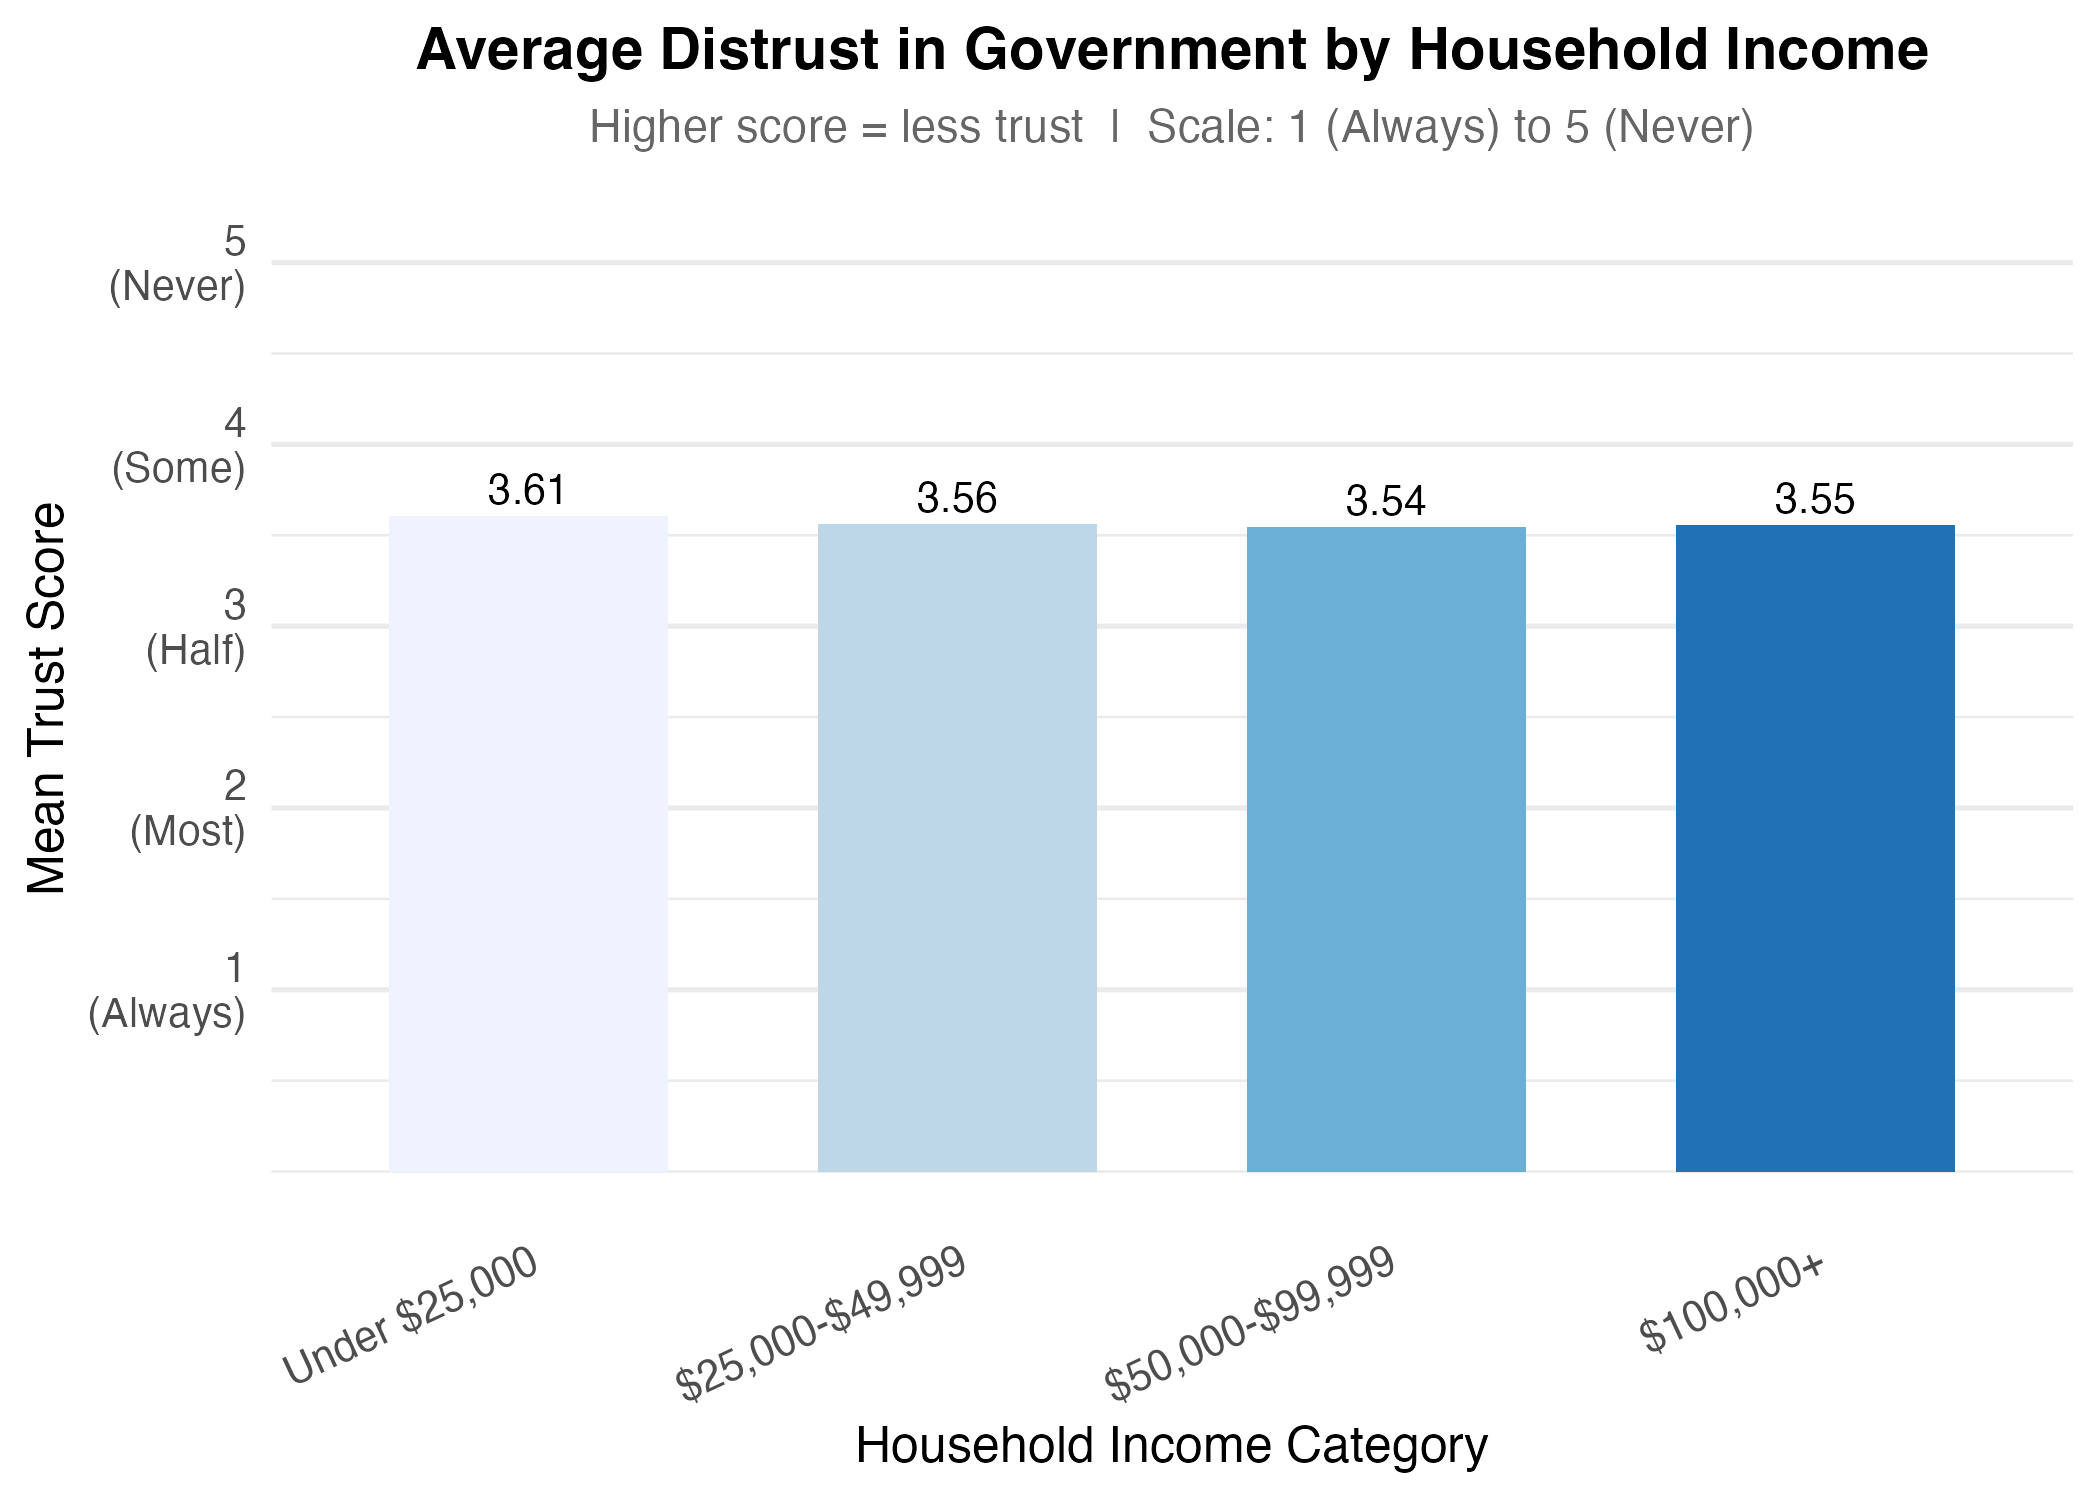 Average Distrust in Government by Household Income
Higher score = less trust | Scale: 1 (Always) to 5 (Never)
Mean Trust Score
5
(Never)
4
(Some)
3
(Half)
2
(Most)
1
(Always)
3.61
3.56
3.54
3.55
Under $25,000
$25,000-$49,999
$50,000-$99,999
$100,000+
Household Income Category